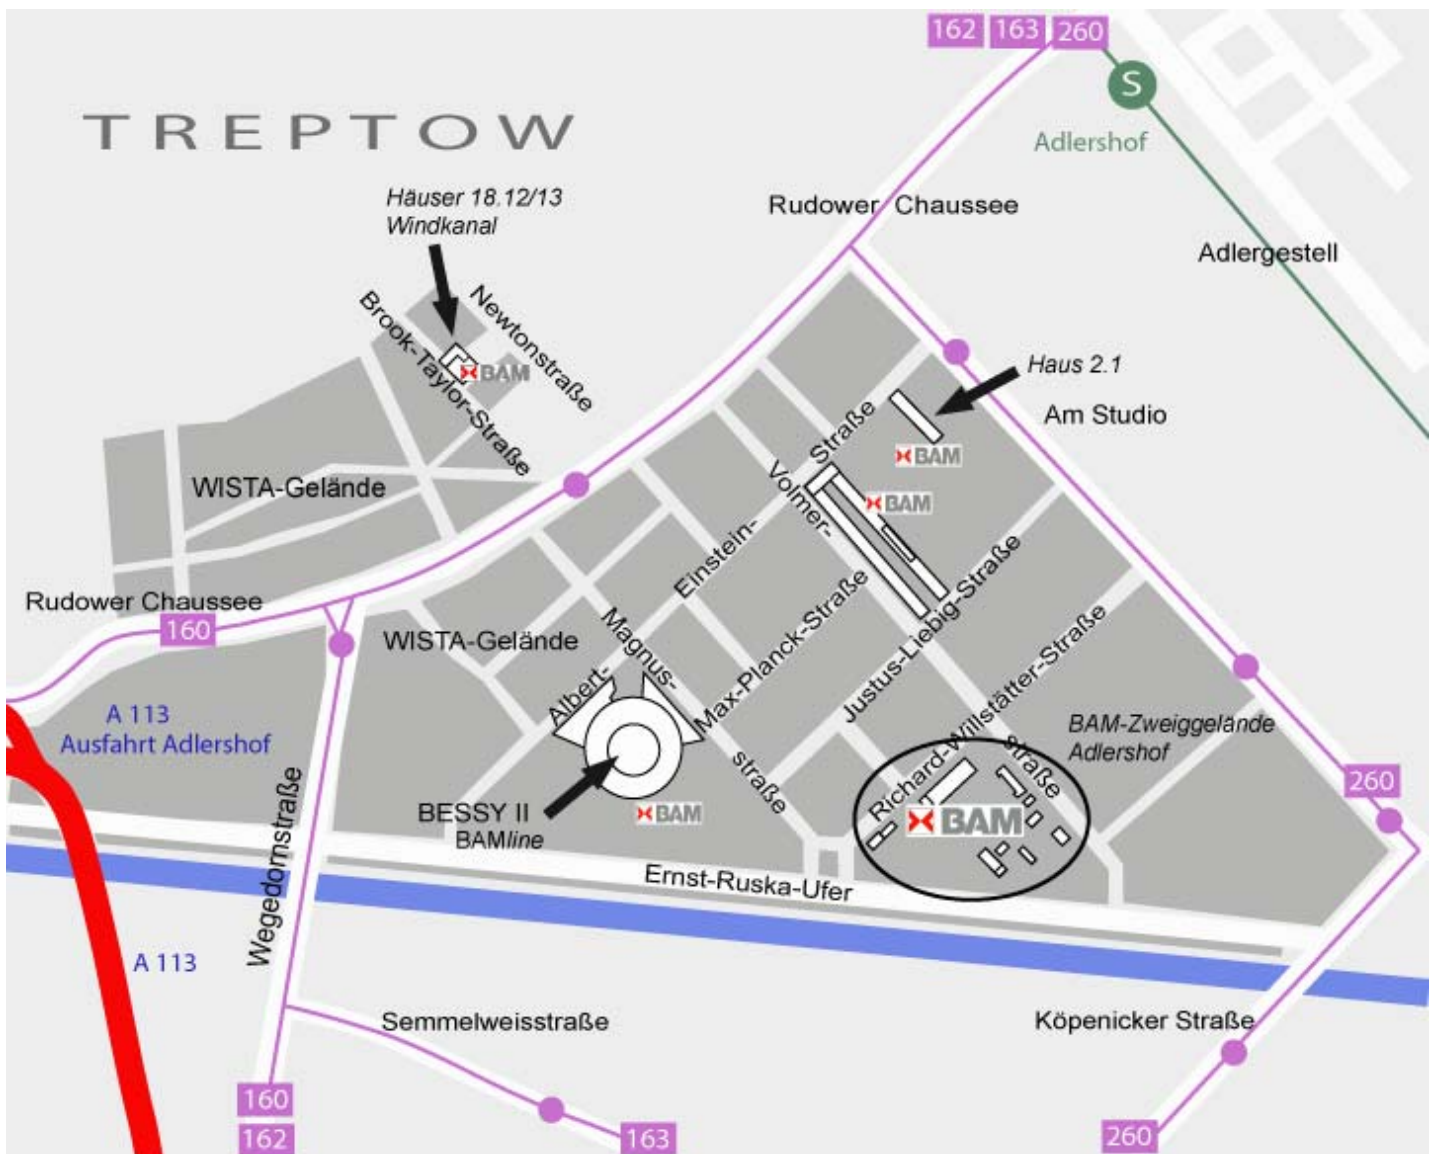 162 163 260
S
TREPTOW
Adlershof
Häuser 18.12/13
Windkanal
Rudower Chaussee
Adlergestell
Newtonstraße
Brook-Taylor-Straße
BAM
Haus 2.1
Am Studio
Straße
BAM
Volmer-
WISTA-Gelände
BAM
Einstein-
Rudower Chaussee
160
WISTA-Gelände
Magnus-
Max-Planck-Straße
Justus-Liebig-Straße
Richard-Willstätter-Straße
Albert-
A 113
Ausfahrt Adlershof
BAM-Zweiggelände
Adlershof
straße
straße
260
Wegedornstraße
BESSY II
BAMline
BAM
BAM
Ernst-Ruska-Ufer
A 113
Semmelweisstraße
Köpenicker Straße
160
162
163
260